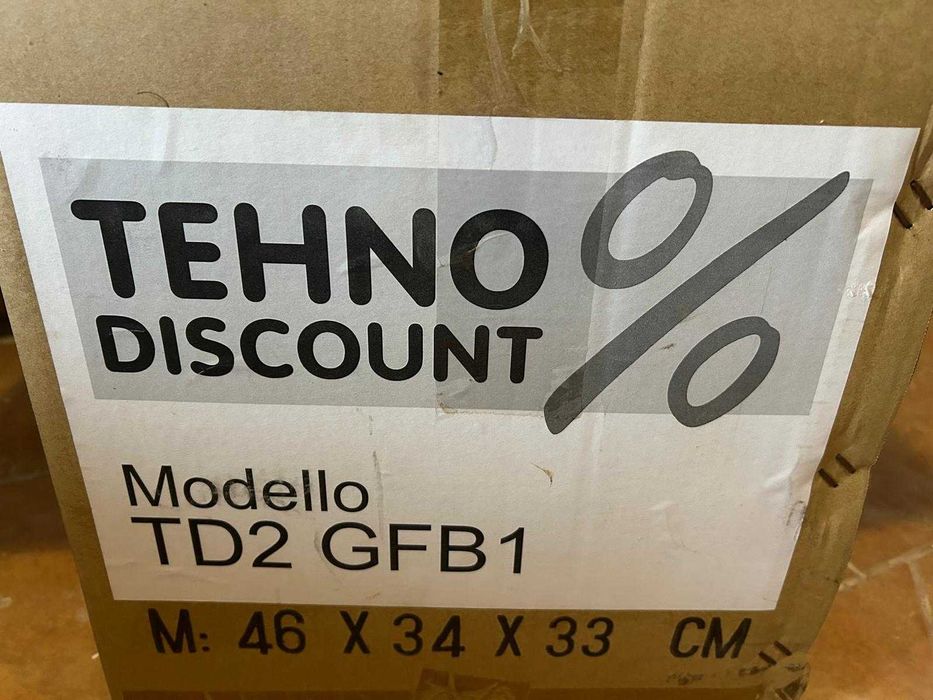 TEHNO %
DISCOUNT
Modello
TD2 GFB1
M: 46 X 34 X 33 CM